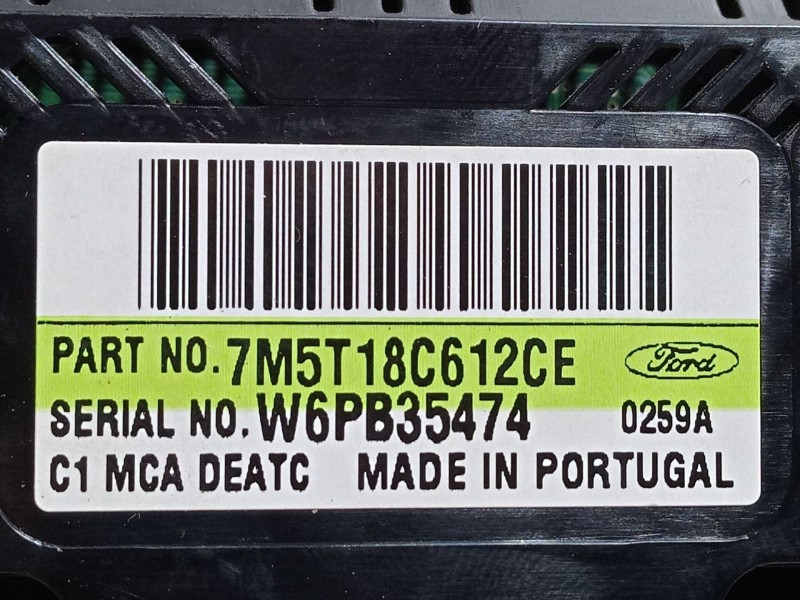 PART NO. 7M5T18C612CE Ford
SERIAL NO. W6PB35474 0259A
C1 MCA DEATC MADE IN PORTUGAL